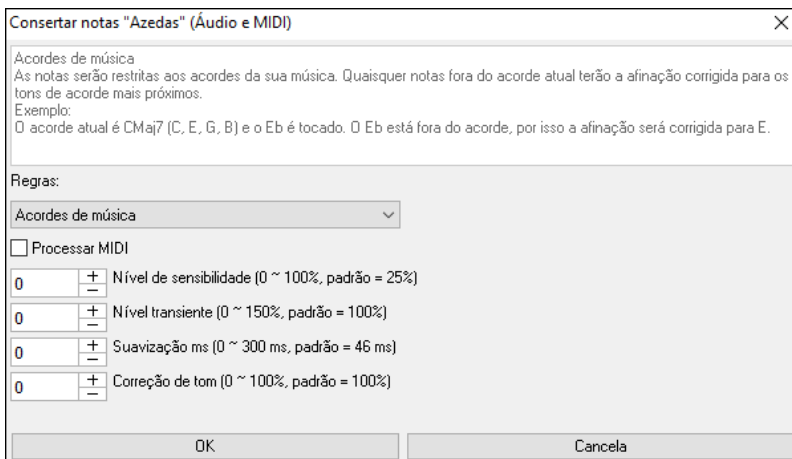 Consertar notas "Azedas" (Áudio e MIDI)
Acordes de música
As notas serão restritas aos acordes da sua música. Quaisquer notas fora do acorde atual terão a afinação corrigida para os
tons de acorde mais próximos.
Exemplo:
O acorde atual é CMaj7 (C, E, G, B) e o Eb é tocado. O Eb está fora do acorde, por isso a afinação será corrigida para E.
Regras:
Acordes de música
Processar MIDI
0 Nível de sensibilidade (0 ~ 100%, padrão = 25%)
0 Nível transiente (0 ~ 150%, padrão = 100%)
0 Suavização ms (0 ~ 300 ms, padrão = 46 ms)
0 Correção de tom (0 ~ 100%, padrão = 100%)
OK Cancela